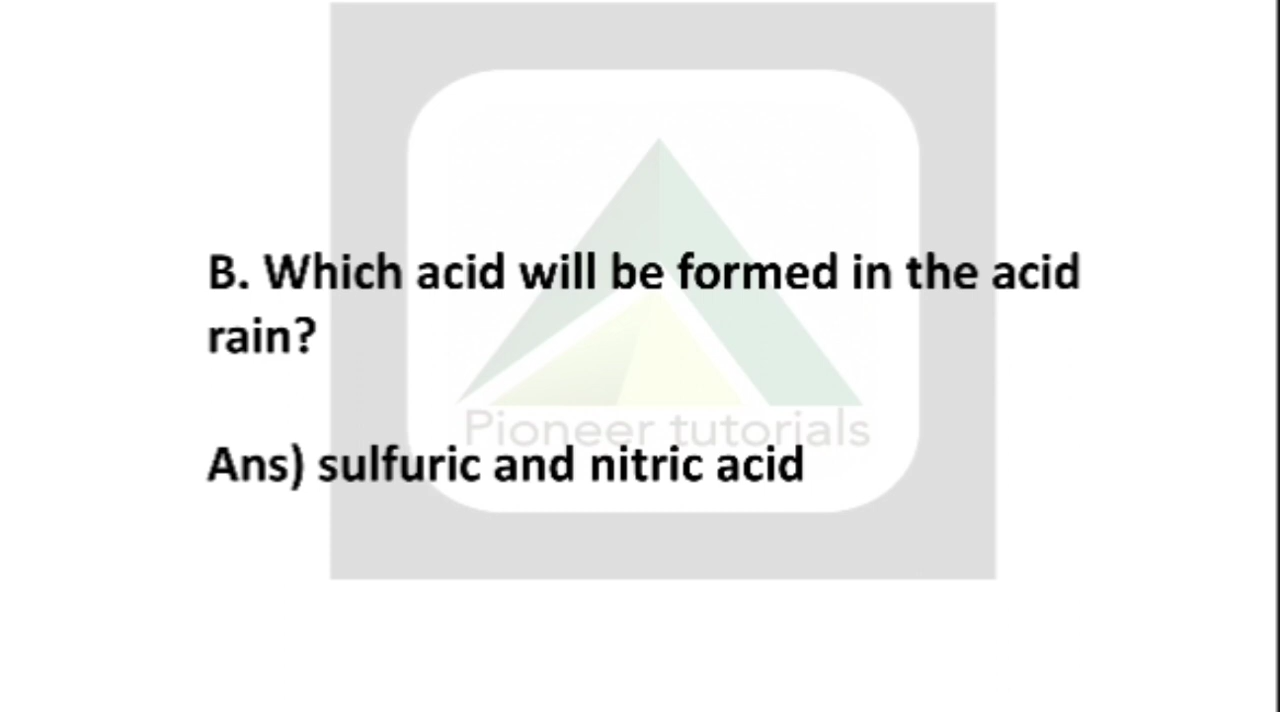 B. Which acid will be formed in the acid
rain?
Pioneer tutorials
Ans) sulfuric and nitric acid